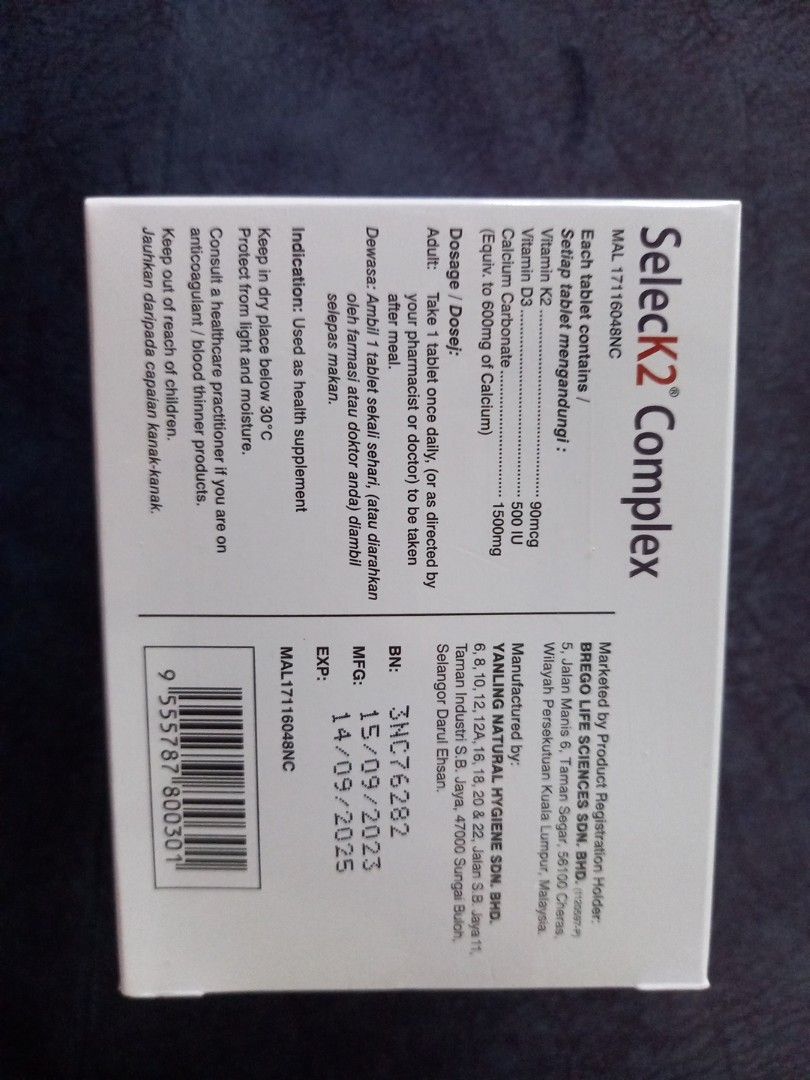 SelecK2® Complex
MAL 17116048NC
Each tablet contains /
Setiap tablet mengandungi :
Vitamin K2 ........................................ 90mcg
Vitamin D3 ........................................ 500 IU
Calcium Carbonate ........................... 1500mg
(Equiv. to 600mg of Calcium)
Dosage / Dosej:
Adult: Take 1 tablet once daily, (or as directed by
your pharmacist or doctor) to be taken
after meal.
Dewasa: Ambil 1 tablet sekali sehari, (atau diarahkan
oleh farmasi atau doktor anda) diambil
selepas makan.
Indication: Used as health supplement
Keep in dry place below 30°C
Protect from light and moisture.
Consult a healthcare practitioner if you are on
anticoagulant / blood thinner products.
Keep out of reach of children.
Jauhkan daripada capaian kanak-kanak.
Marketed by Product Registration Holder:
BREGO LIFE SCIENCES SDN. BHD. (1120597-P)
5, Jalan Manis 6, Taman Segar, 56100 Cheras,
Wilayah Persekutuan Kuala Lumpur, Malaysia.
Manufactured by:
YANLING NATURAL HYGIENE SDN. BHD.
6, 8, 10, 12, 12A, 16, 18, 20 & 22, Jalan S.B. Jaya 11,
Taman Industri S.B. Jaya, 47000 Sungai Buloh,
Selangor Darul Ehsan.
BN: 3NC76282
MFG: 15/09/2023
EXP: 14/09/2025
MAL17116048NC
9 555787 800301